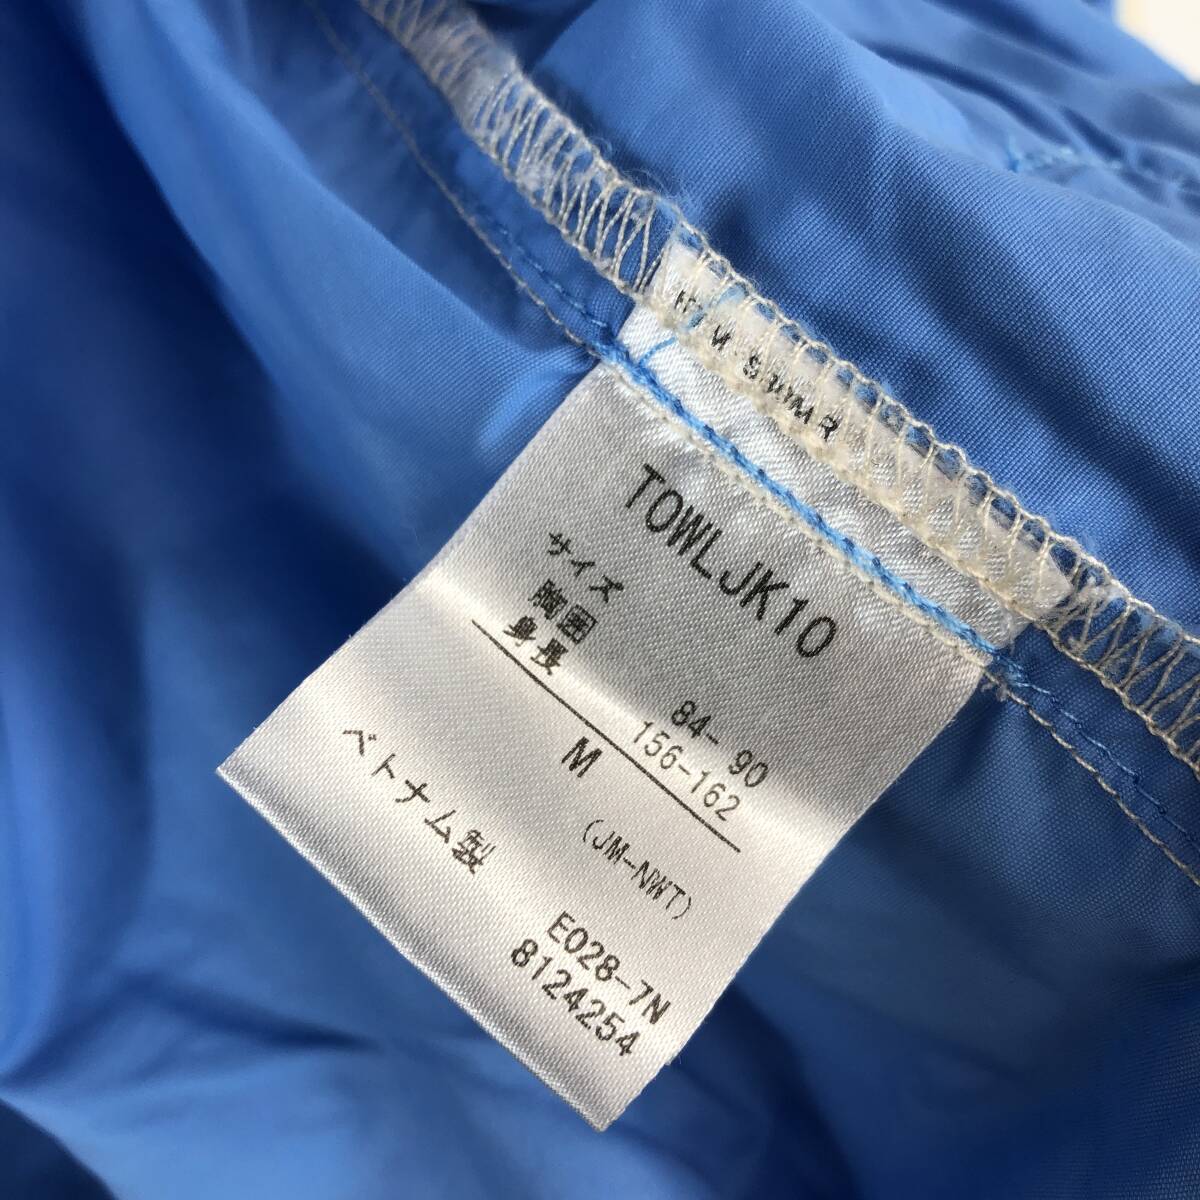 TOWLJK10
サイズ
胸囲 84-90
身長 156-162
M
(JM-NWT)
ベトナム製
E028-7N
8124254